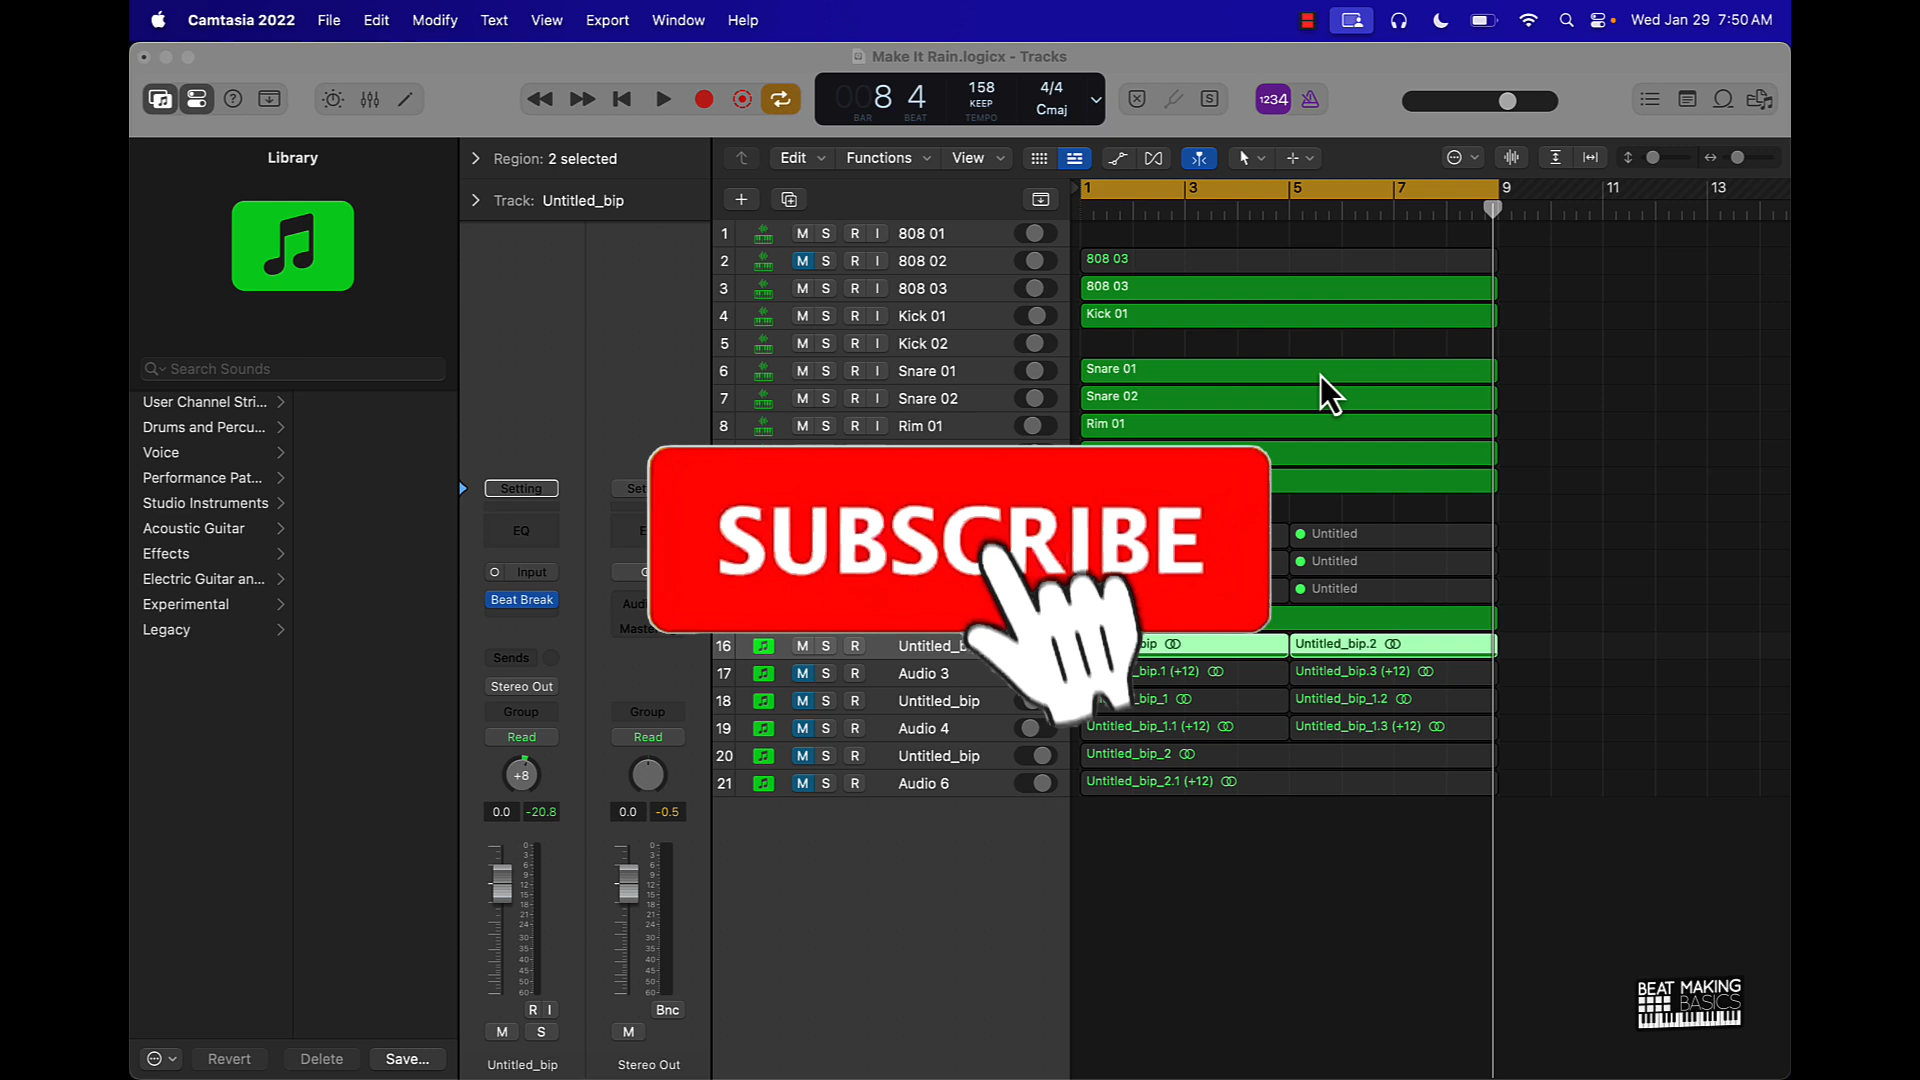 Camtasia 2022 File Edit Modify Text View Export Window Help Wed Jan 29 7:50 AM
Make It Rain.logicx - Tracks
8 4 158 KEEP 4/4 Cmaj
BAR BEAT TEMPO
1234
Library
Region: 2 selected
Track: Untitled_bip
Edit Functions View
1 3 5 7 9 11 13
Search Sounds
User Channel Stri...
Drums and Percu...
Voice
Performance Pat...
Studio Instruments
Acoustic Guitar
Effects
Electric Guitar an...
Experimental
Legacy
Revert Delete Save...
Setting
EQ
Input
Beat Break
Sends
Stereo Out
Group
Read
+8
0.0 -20.8
R I
M S
Untitled_bip
Group
Read
0.0 -0.5
Bnc
M
Stereo Out
1 M S R I 808 01
2 M S R I 808 02 808 03
3 M S R I 808 03 808 03
4 M S R I Kick 01 Kick 01
5 M S R I Kick 02
6 M S R I Snare 01 Snare 01
7 M S R I Snare 02 Snare 02
8 M S R I Rim 01 Rim 01
SUBSCRIBE
Untitled
Untitled
Untitled
16 M S R Untitled_b bip Untitled_bip.2
17 M S R Audio 3 _bip.1 (+12) Untitled_bip.3 (+12)
18 M S R Untitled_bip _bip_1 Untitled_bip_1.2
19 M S R Audio 4 Untitled_bip_1.1 (+12) Untitled_bip_1.3 (+12)
20 M S R Untitled_bip Untitled_bip_2
21 M S R Audio 6 Untitled_bip_2.1 (+12)
BEAT MAKING
BASICS